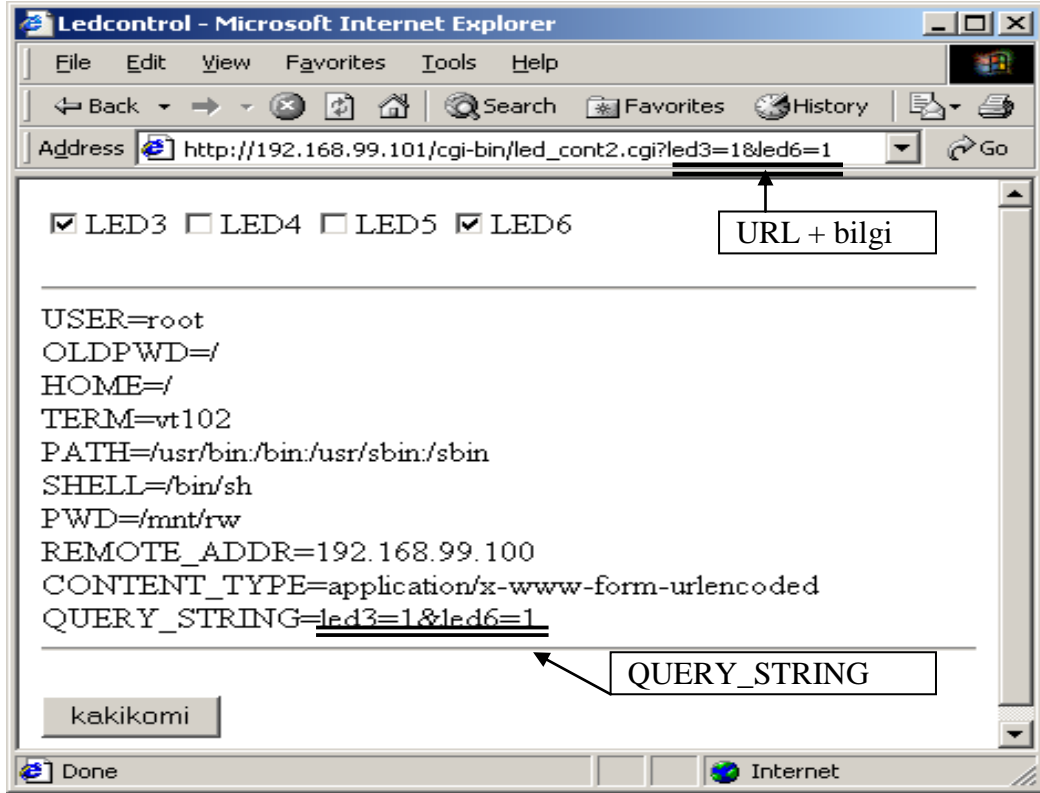 Ledcontrol - Microsoft Internet Explorer
File Edit View Favorites Tools Help
Back Search Favorites History
Address http://192.168.99.101/cgi-bin/led_cont2.cgi?led3=1&led6=1 Go
URL + bilgi
LED3 LED4 LED5 LED6
USER=root
OLDPWD=/
HOME=/
TERM=vt102
PATH=/usr/bin:/bin:/usr/sbin:/sbin
SHELL=/bin/sh
PWD=/mnt/rw
REMOTE_ADDR=192.168.99.100
CONTENT_TYPE=application/x-www-form-urlencoded
QUERY_STRING=led3=1&led6=1
QUERY_STRING
kakikomi
Done Internet